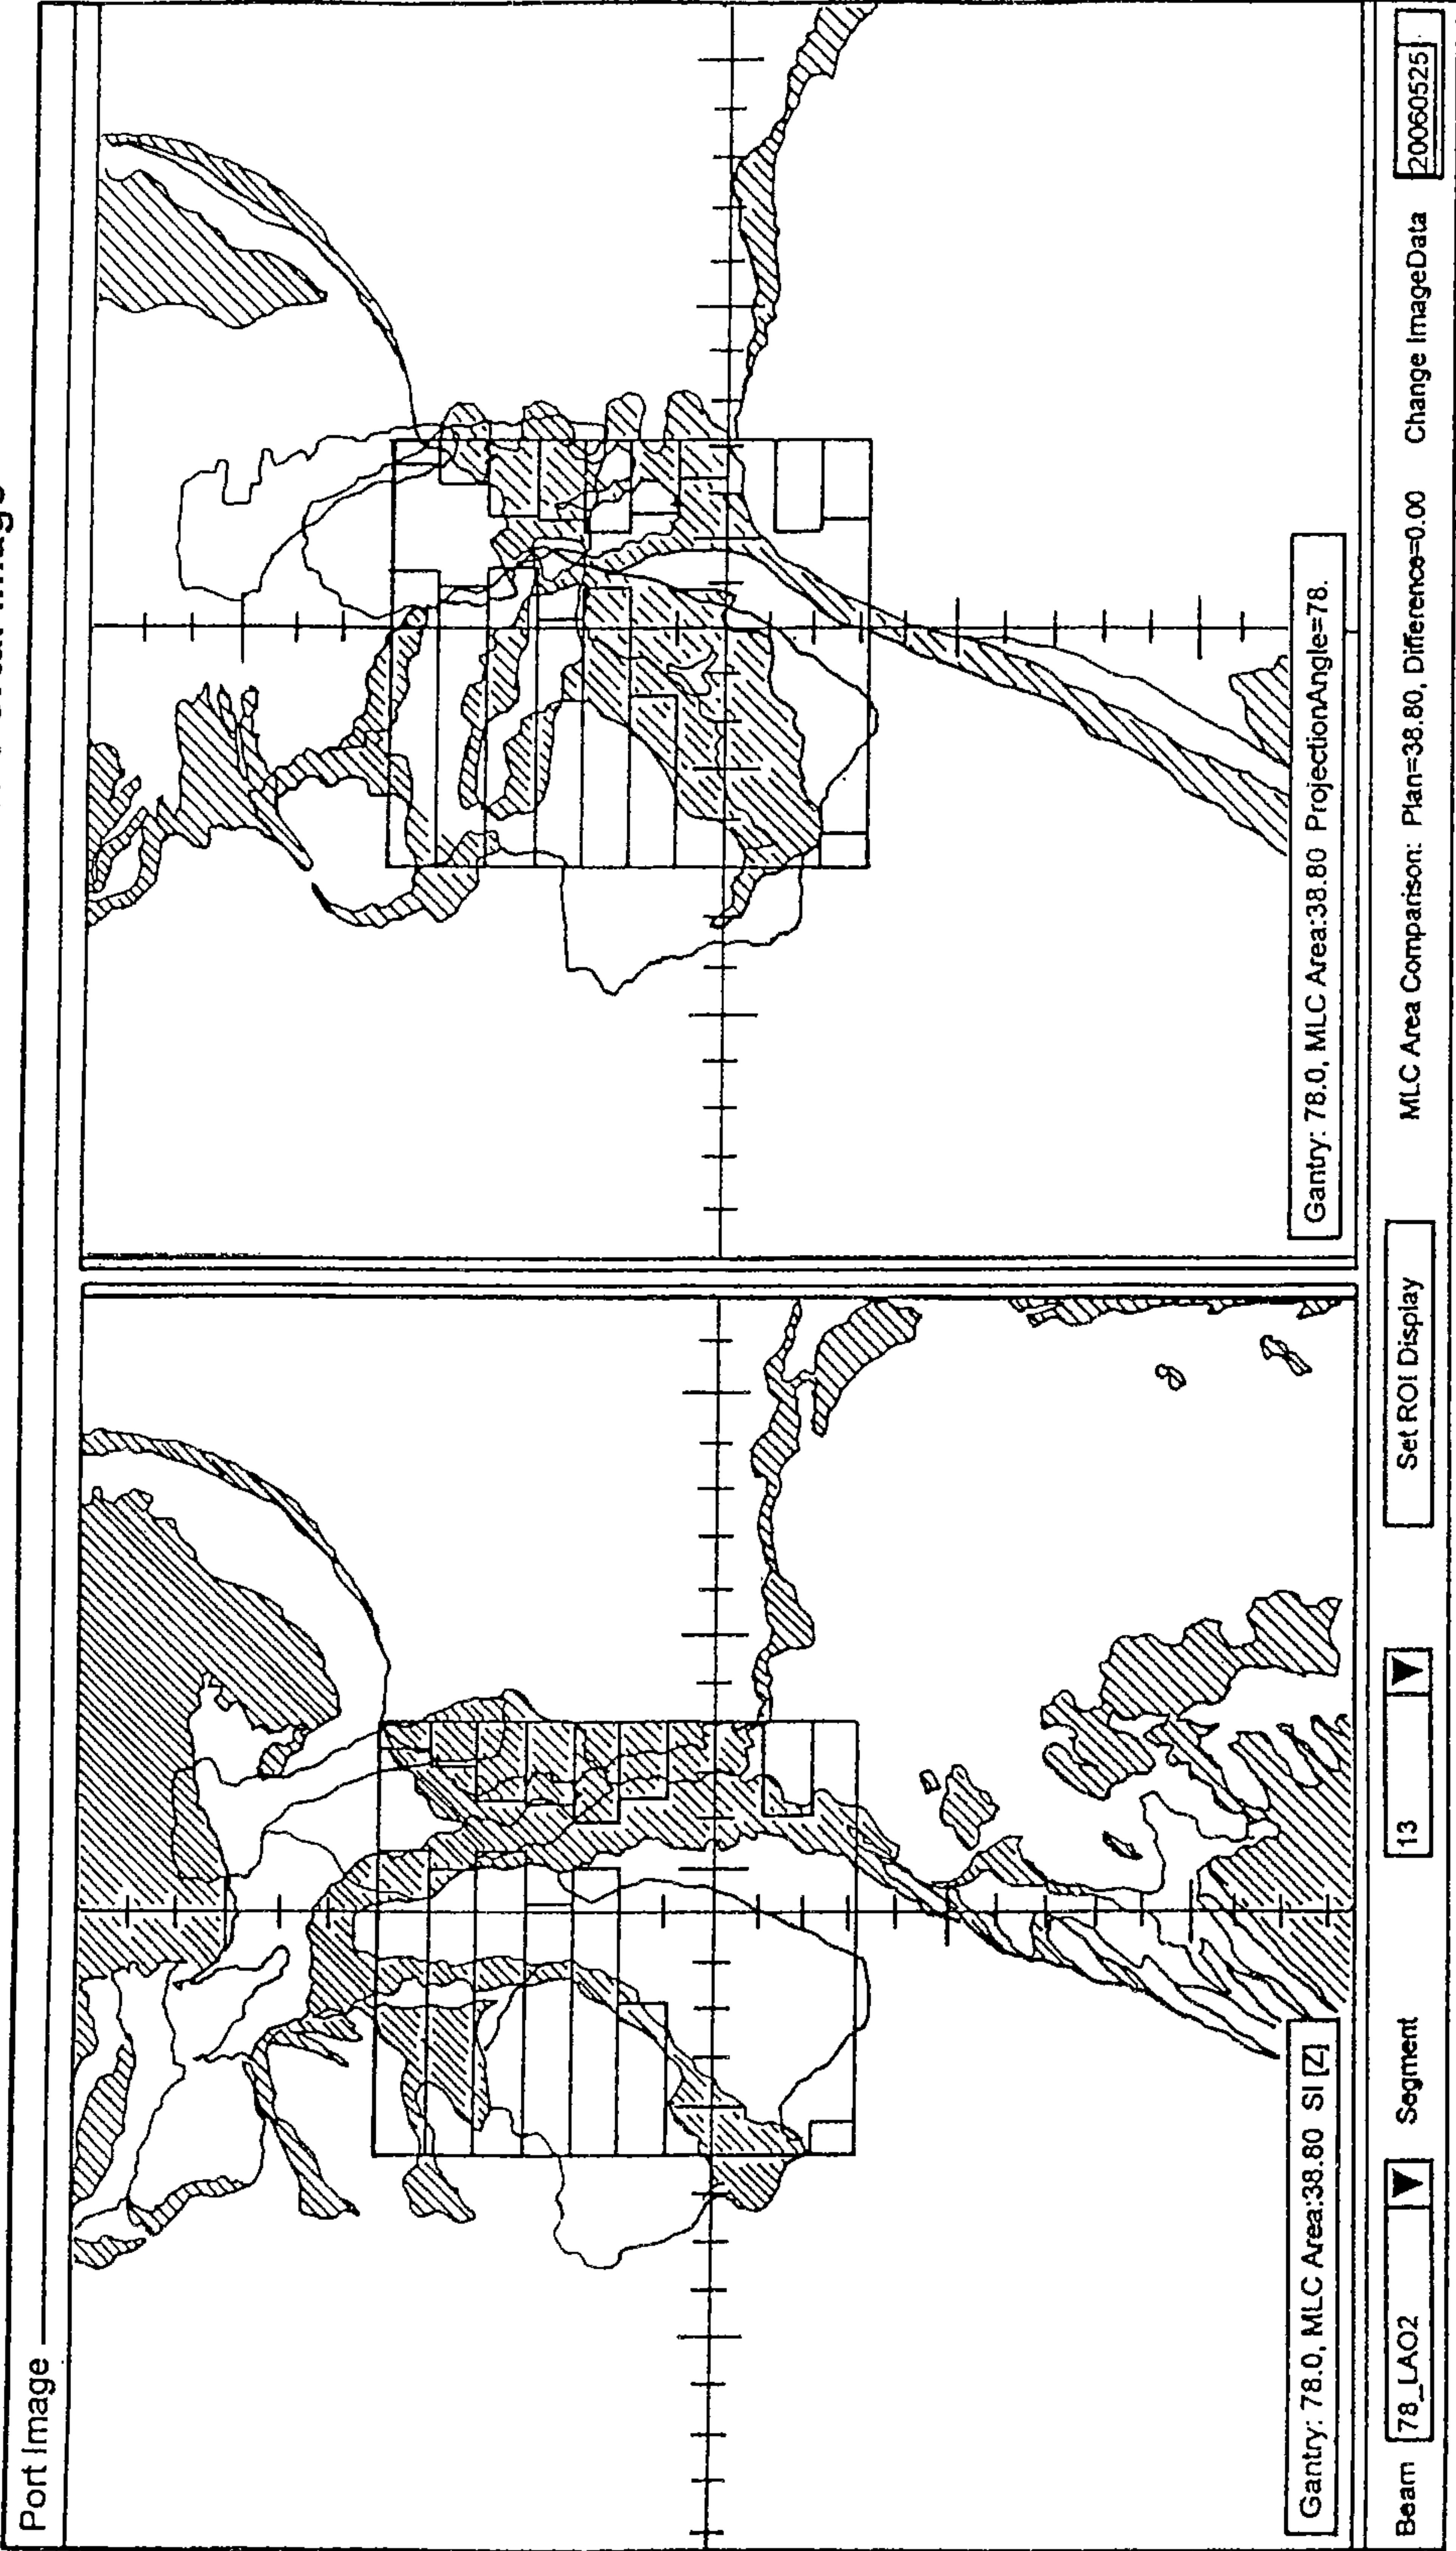 Port Image
Gantry: 78.0, MLC Area:38.80 SI [Z]
Gantry: 78.0, MLC Area:38.80 ProjectionAngle=78.
Beam 78_LAO2 Segment 13 Set ROI Display MLC Area Comparison: Plan=38.80, Difference=0.00 Change ImageData 20060525